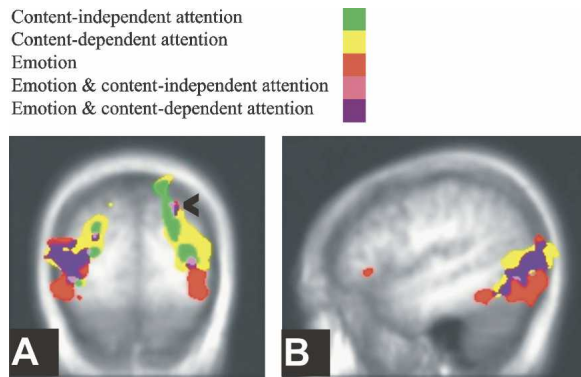 Content-independent attention
Content-dependent attention
Emotion
Emotion & content-independent attention
Emotion & content-dependent attention
A
B